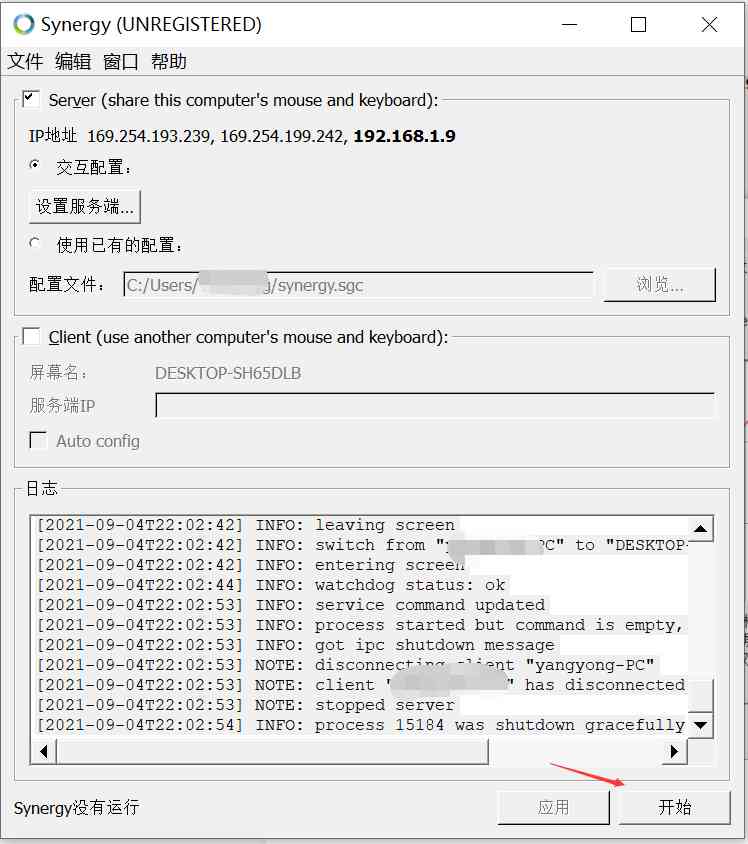 Synergy (UNREGISTERED)
文件 编辑 窗口 帮助
Server (share this computer's mouse and keyboard):
IP地址 169.254.193.239, 169.254.199.242, 192.168.1.9
交互配置：
设置服务端...
使用已有的配置：
配置文件： C:/Users/ g/synergy.sgc 浏览...
Client (use another computer's mouse and keyboard):
屏幕名： DESKTOP-SH65DLB
服务端IP
Auto config
日志
[2021-09-04T22:02:42] INFO: leaving screen
[2021-09-04T22:02:42] INFO: switch from " PC" to "DESKTOP-
[2021-09-04T22:02:42] INFO: entering screen
[2021-09-04T22:02:44] INFO: watchdog status: ok
[2021-09-04T22:02:53] INFO: service command updated
[2021-09-04T22:02:53] INFO: process started but command is empty,
[2021-09-04T22:02:53] INFO: got ipc shutdown message
[2021-09-04T22:02:53] NOTE: disconnecting client "yangyong-PC"
[2021-09-04T22:02:53] NOTE: client " " has disconnected
[2021-09-04T22:02:53] NOTE: stopped server
[2021-09-04T22:02:54] INFO: process 15184 was shutdown gracefully
Synergy没有运行 应用 开始